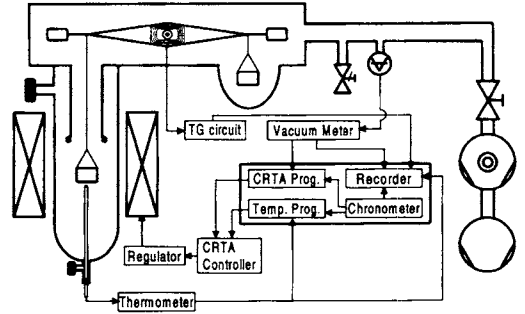 TG circuit
Vacuum Meter
CRTA Prog.
Recorder
Temp. Prog.
Chronometer
Regulator
CRTA
Controller
Thermometer